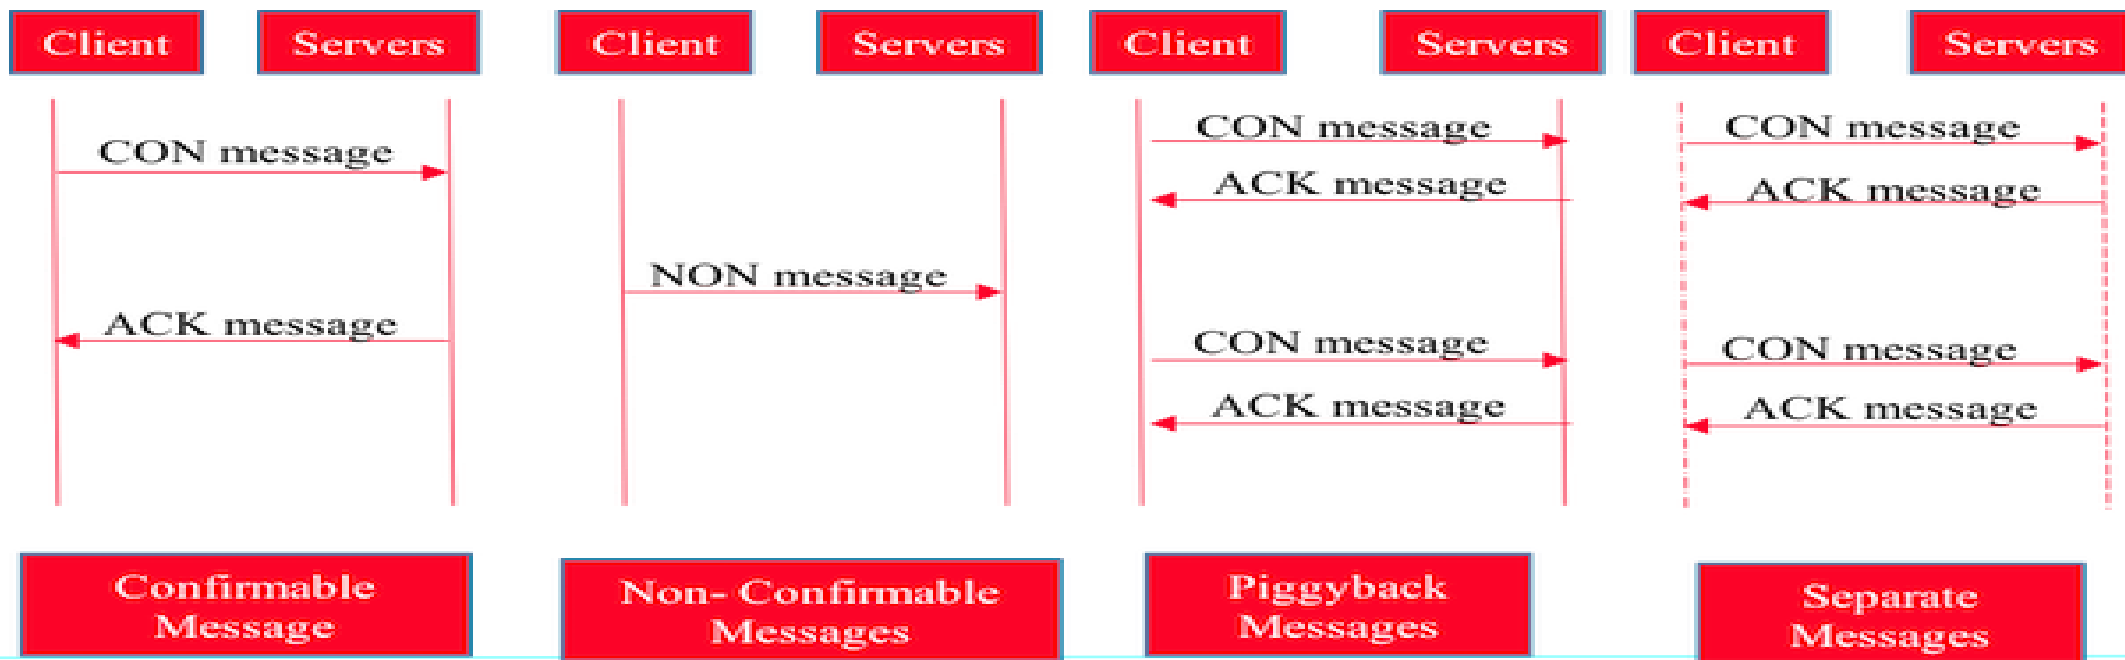 Client
Servers
Client
Servers
Client
Servers
Client
Servers
CON message
ACK message
NON message
CON message
ACK message
CON message
ACK message
CON message
ACK message
CON message
ACK message
Confirmable
Message
Non- Confirmable
Messages
Piggyback
Messages
Separate
Messages